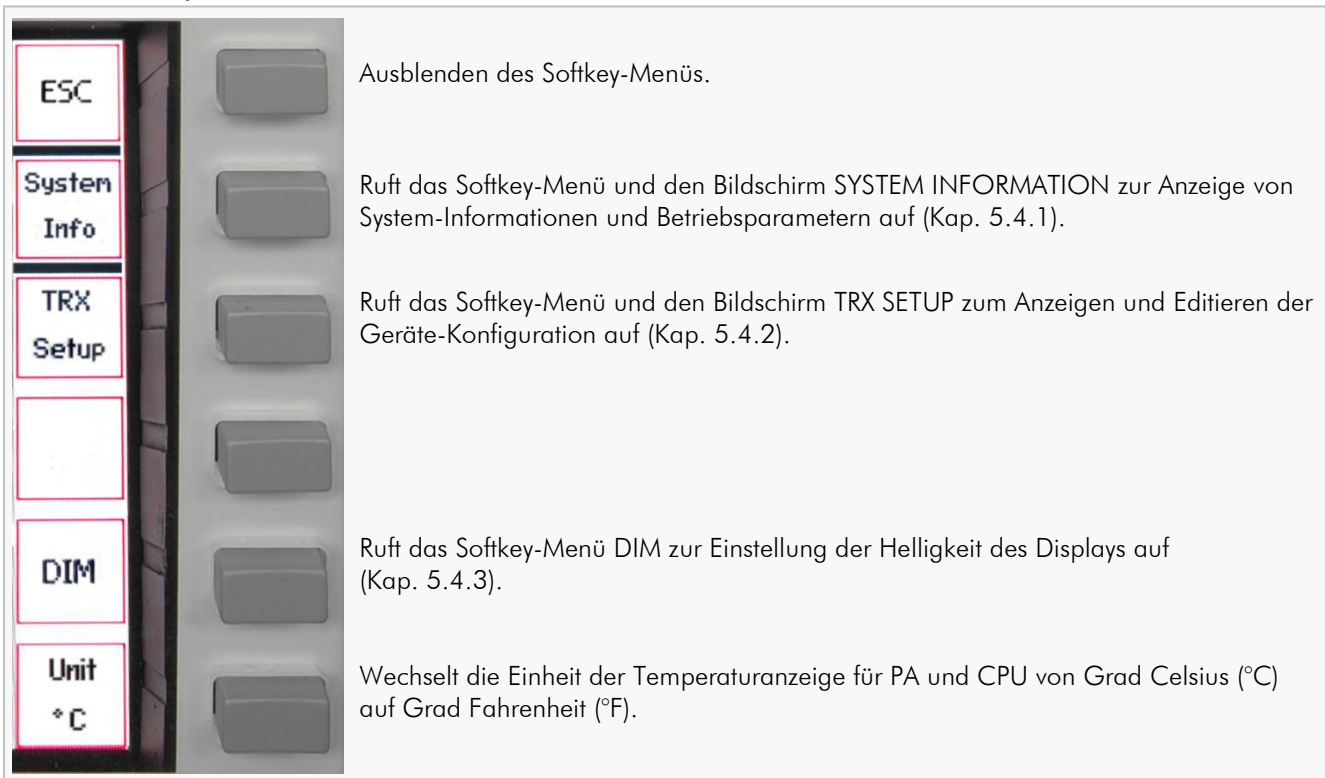 ESC
Ausblenden des Softkey-Menüs.
System
Info
Ruft das Softkey-Menü und den Bildschirm SYSTEM INFORMATION zur Anzeige von
System-Informationen und Betriebsparametern auf (Kap. 5.4.1).
TRX
Setup
Ruft das Softkey-Menü und den Bildschirm TRX SETUP zum Anzeigen und Editieren der
Geräte-Konfiguration auf (Kap. 5.4.2).
DIM
Ruft das Softkey-Menü DIM zur Einstellung der Helligkeit des Displays auf
(Kap. 5.4.3).
Unit
°C
Wechselt die Einheit der Temperaturanzeige für PA und CPU von Grad Celsius (°C)
auf Grad Fahrenheit (°F).